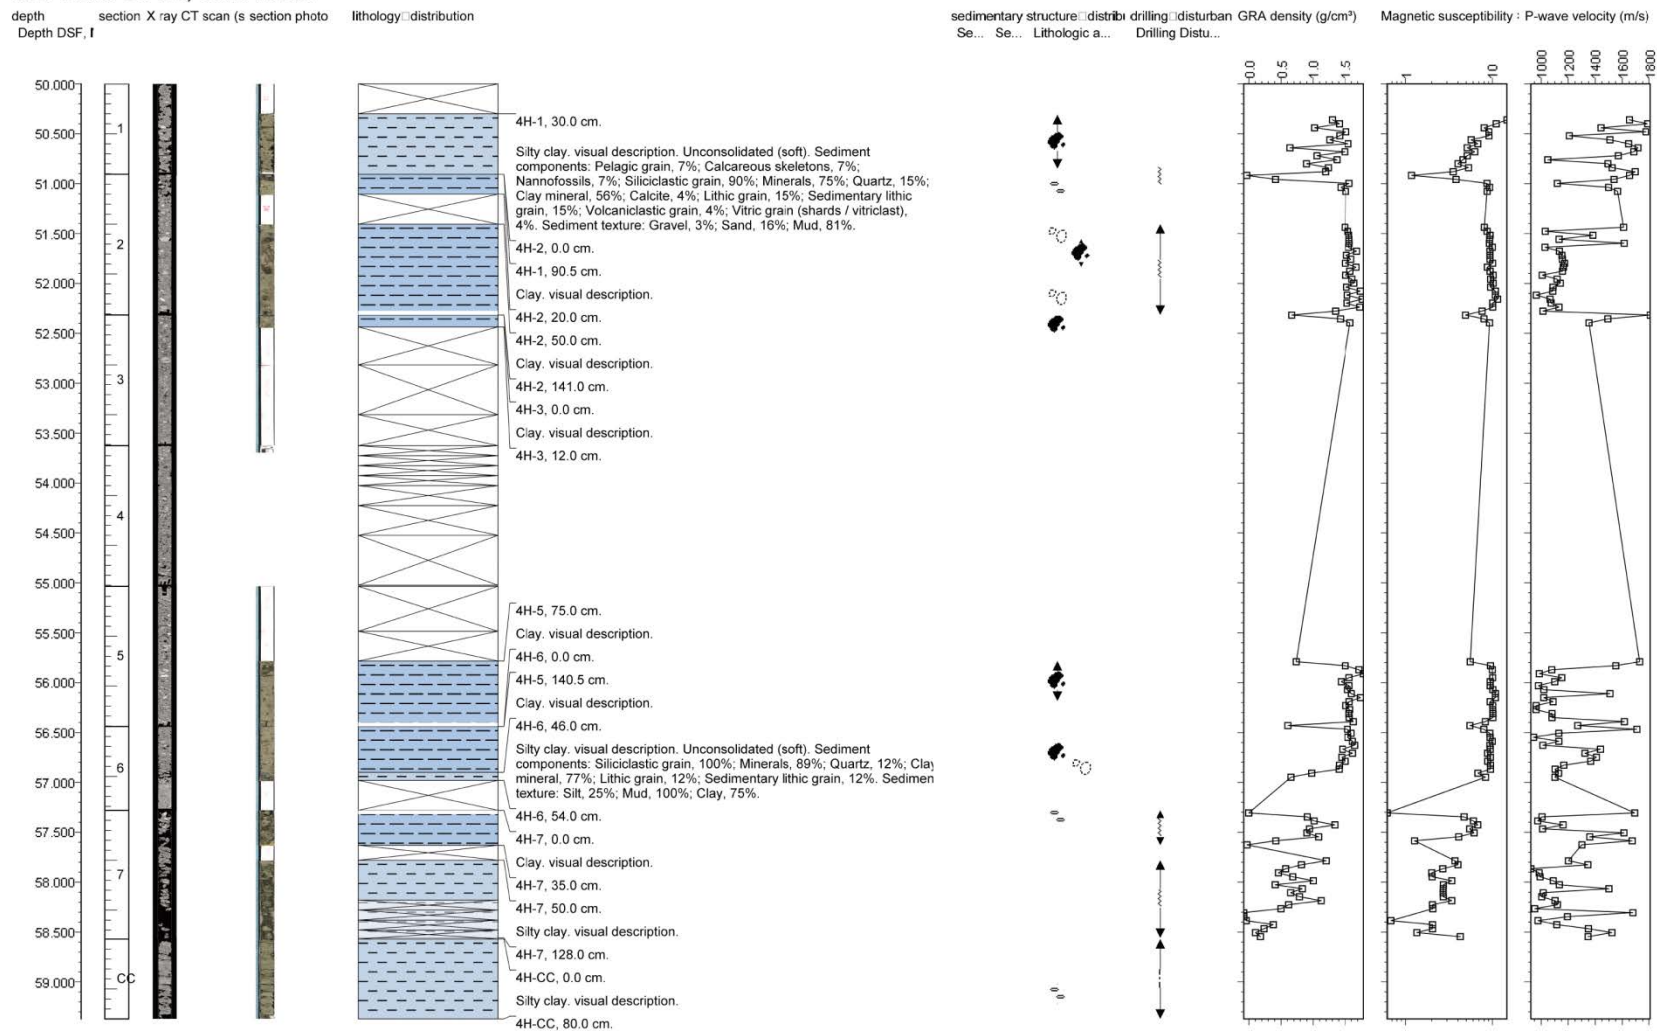 depth
section
X ray CT scan (s
section photo
lithology□distribution
sedimentary structure□distribu
drilling□disturban
GRA density (g/cm³)
Magnetic susceptibility :
P-wave velocity (m/s)
Depth DSF, I
Se...
Se...
Lithologic a...
Drilling Distu...
0.0 0.5 1.0 1.5
1 10
1000 1200 1400 1600 1800
50.000
50.500
51.000
51.500
52.000
52.500
53.000
53.500
54.000
54.500
55.000
55.500
56.000
56.500
57.000
57.500
58.000
58.500
59.000
1
2
3
4
5
6
7
CC
4H-1, 30.0 cm.
Silty clay. visual description. Unconsolidated (soft). Sediment
components: Pelagic grain, 7%; Calcareous skeletons, 7%;
Nannofossils, 7%; Siliciclastic grain, 90%; Minerals, 75%; Quartz, 15%;
Clay mineral, 56%; Calcite, 4%; Lithic grain, 15%; Sedimentary lithic
grain, 15%; Volcaniclastic grain, 4%; Vitric grain (shards / vitriclast),
4%. Sediment texture: Gravel, 3%; Sand, 16%; Mud, 81%.
4H-2, 0.0 cm.
4H-1, 90.5 cm.
Clay. visual description.
4H-2, 20.0 cm.
4H-2, 50.0 cm.
Clay. visual description.
4H-2, 141.0 cm.
4H-3, 0.0 cm.
Clay. visual description.
4H-3, 12.0 cm.
4H-5, 75.0 cm.
Clay. visual description.
4H-6, 0.0 cm.
4H-5, 140.5 cm.
Clay. visual description.
4H-6, 46.0 cm.
Silty clay. visual description. Unconsolidated (soft). Sediment
components: Siliciclastic grain, 100%; Minerals, 89%; Quartz, 12%; Clay
mineral, 77%; Lithic grain, 12%; Sedimentary lithic grain, 12%. Sedimen
texture: Silt, 25%; Mud, 100%; Clay, 75%.
4H-6, 54.0 cm.
4H-7, 0.0 cm.
Clay. visual description.
4H-7, 35.0 cm.
4H-7, 50.0 cm.
Silty clay. visual description.
4H-7, 128.0 cm.
4H-CC, 0.0 cm.
Silty clay. visual description.
4H-CC, 80.0 cm.